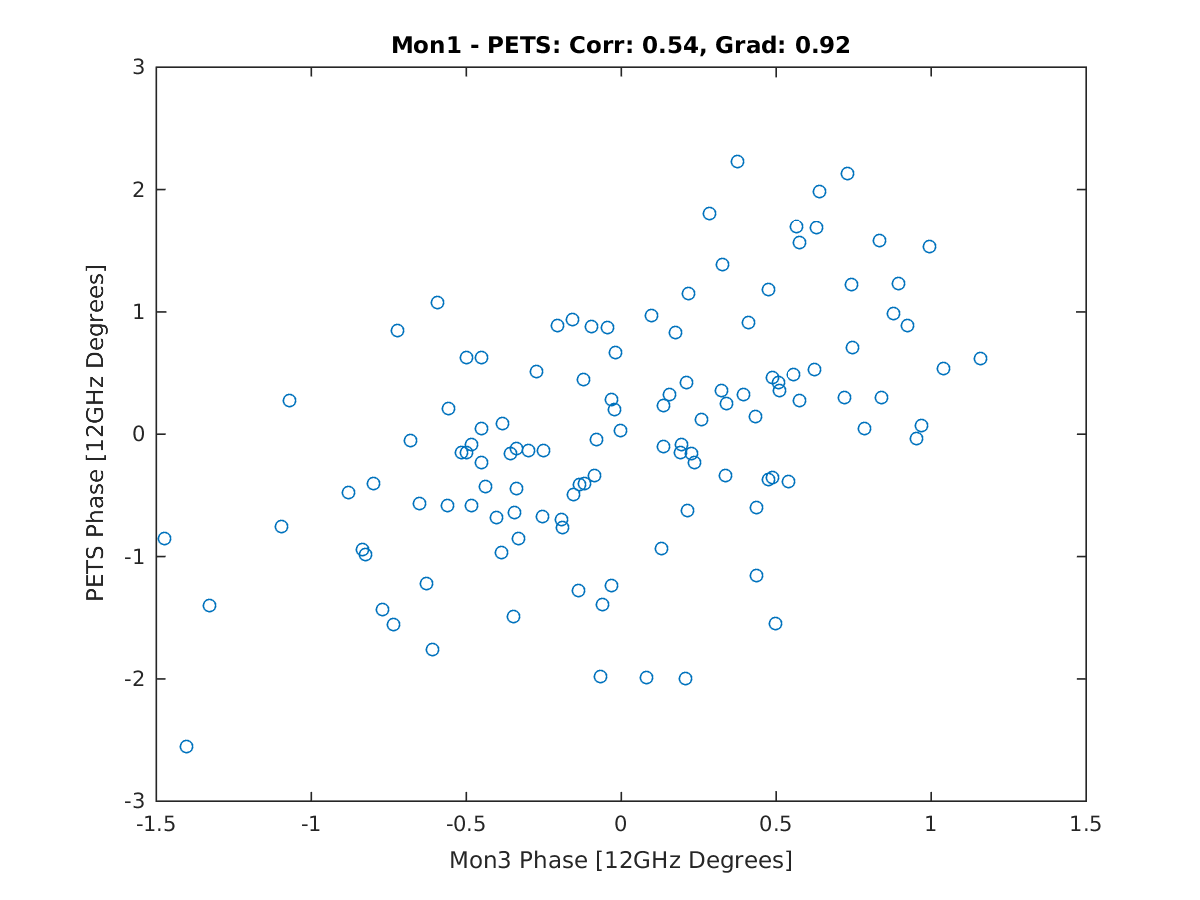 Mon1 - PETS: Corr: 0.54, Grad: 0.92
3
2
1
0
-1
-2
-3
PETS Phase [12GHz Degrees]
-1.5 -1 -0.5 0 0.5 1 1.5
Mon3 Phase [12GHz Degrees]